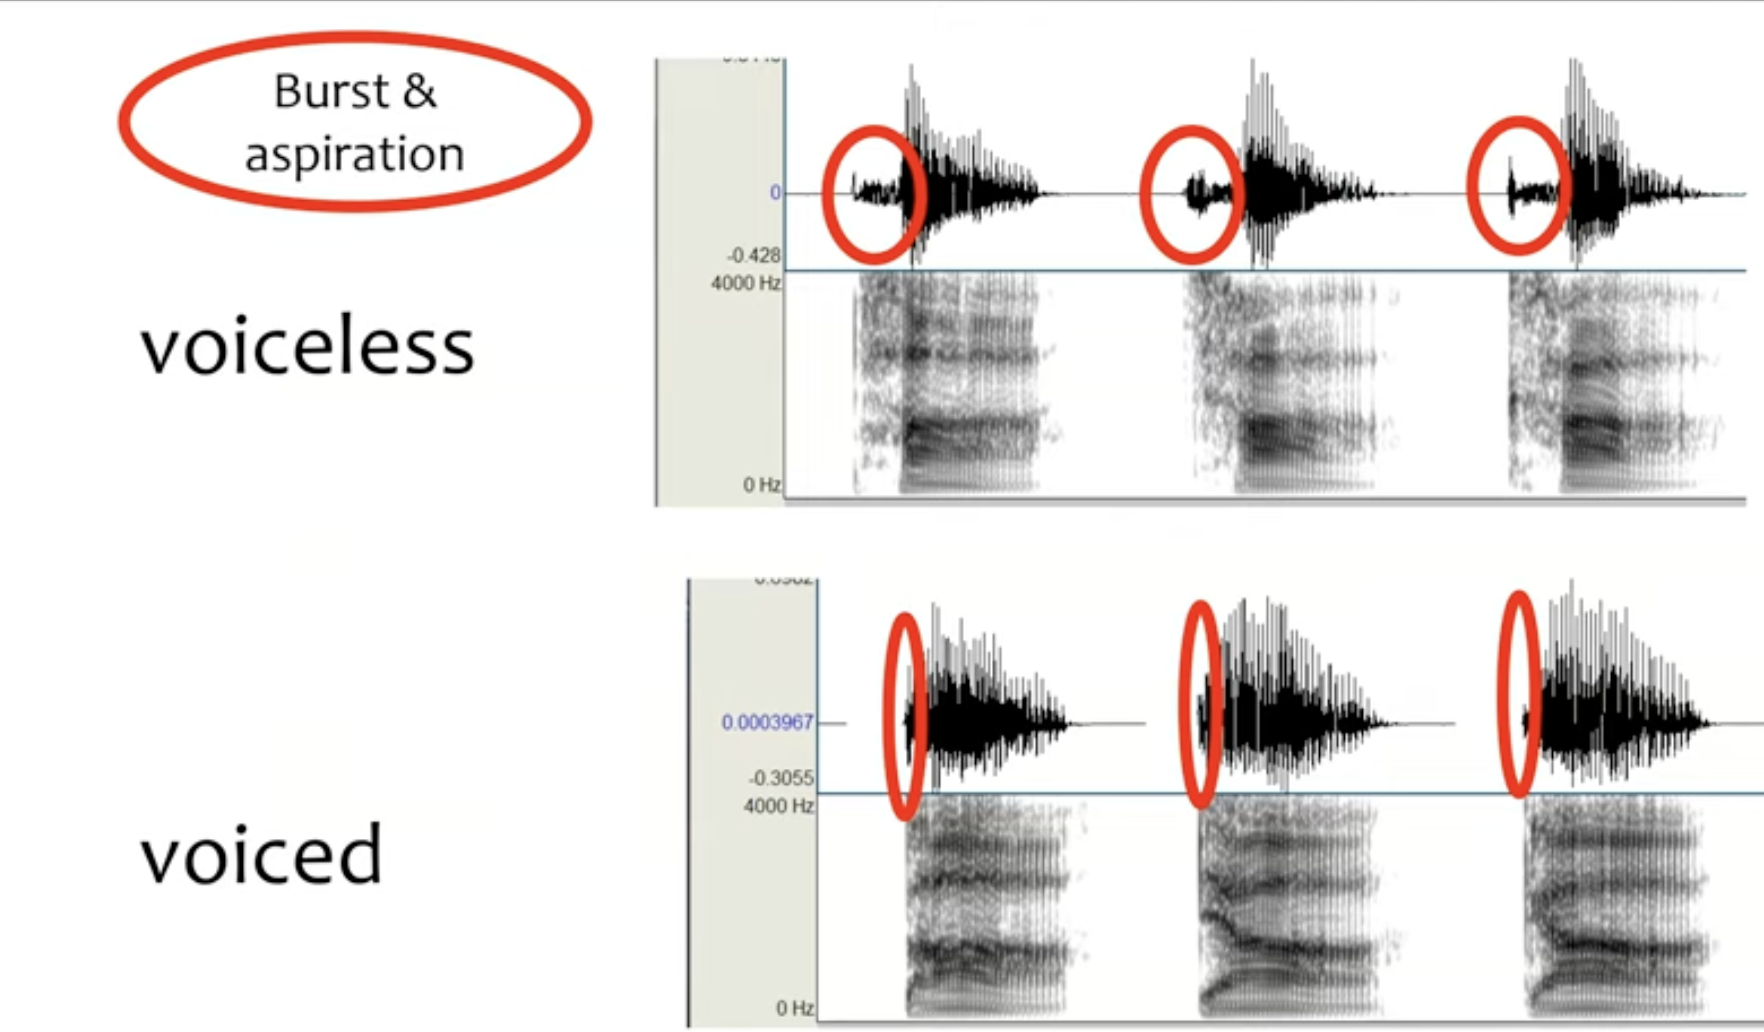 Burst &
aspiration
voiceless
0
-0.428
4000 Hz
0 Hz
voiced
0.0003967
-0.3055
4000 Hz
0 Hz